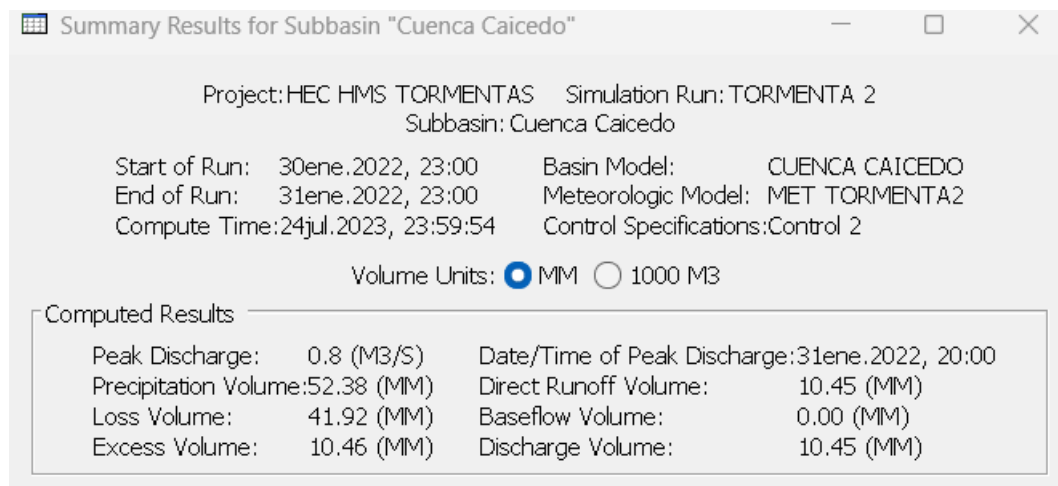 Summary Results for Subbasin "Cuenca Caicedo"
Project: HEC HMS TORMENTAS Simulation Run: TORMENTA 2
Subbasin: Cuenca Caicedo
Start of Run: 30ene.2022, 23:00 Basin Model: CUENCA CAICEDO
End of Run: 31ene.2022, 23:00 Meteorologic Model: MET TORMENTA2
Compute Time:24jul.2023, 23:59:54 Control Specifications:Control 2
Volume Units: MM 1000 M3
Computed Results
Peak Discharge: 0.8 (M3/S) Date/Time of Peak Discharge:31ene.2022, 20:00
Precipitation Volume:52.38 (MM) Direct Runoff Volume: 10.45 (MM)
Loss Volume: 41.92 (MM) Baseflow Volume: 0.00 (MM)
Excess Volume: 10.46 (MM) Discharge Volume: 10.45 (MM)